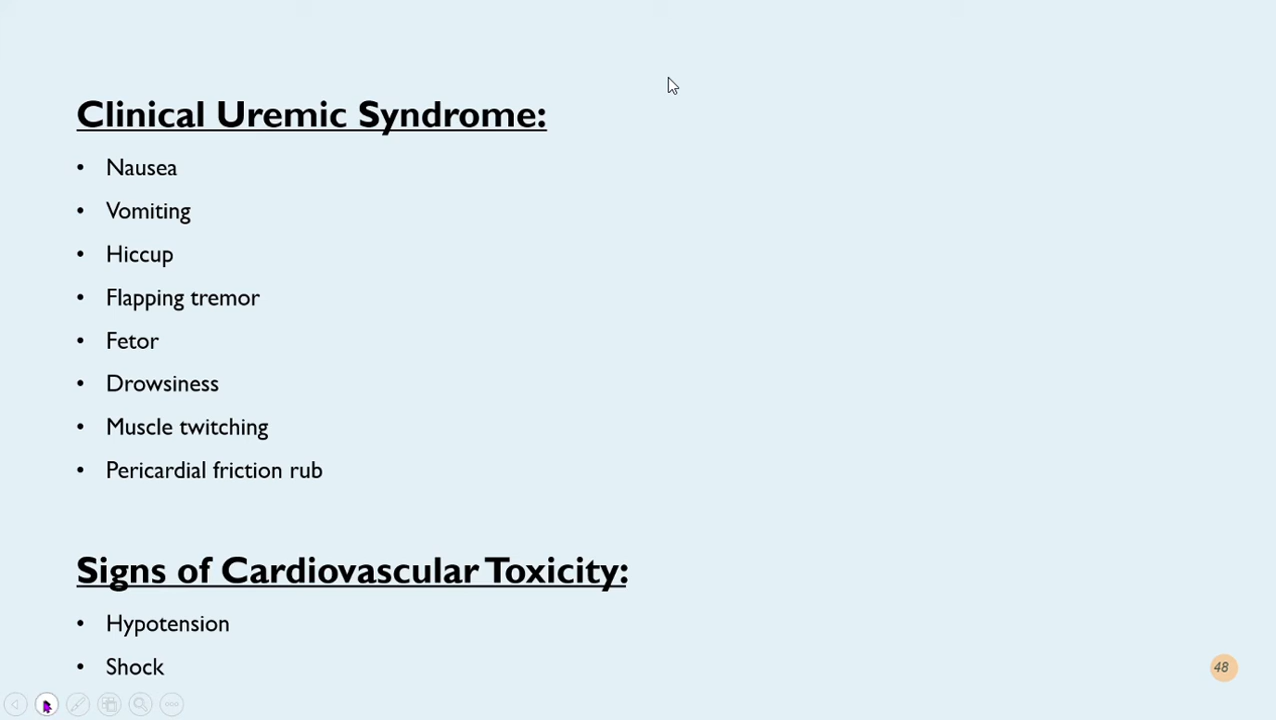 Clinical Uremic Syndrome:
• Nausea
• Vomiting
• Hiccup
• Flapping tremor
• Fetor
• Drowsiness
• Muscle twitching
• Pericardial friction rub
Signs of Cardiovascular Toxicity:
• Hypotension
• Shock
48